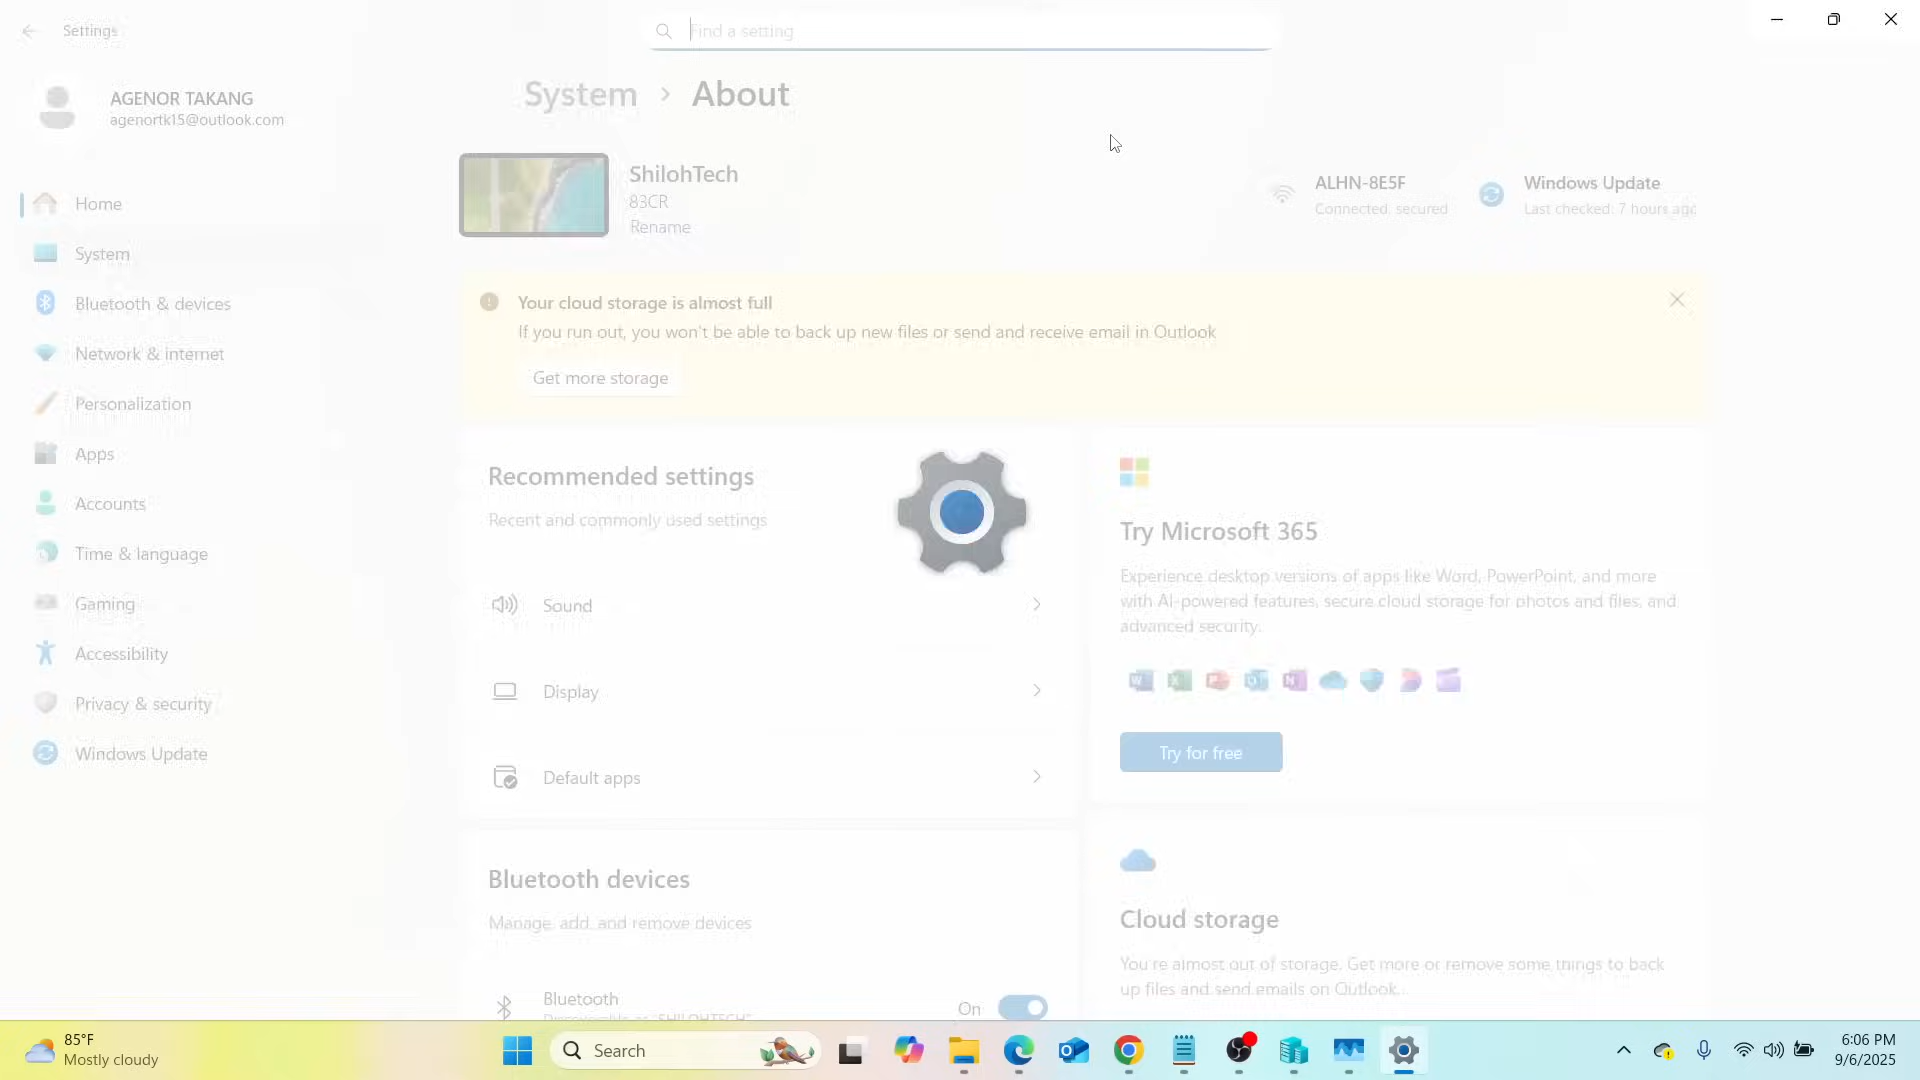 Settings
Find a setting
AGENOR TAKANG
agenortk15@outlook.com
System > About
ShilohTech
83CR
Rename
ALHN-8E5F
Connected, secured
Windows Update
Last checked: 7 hours ago
Home
System
Bluetooth & devices
Network & internet
Personalization
Apps
Accounts
Time & language
Gaming
Accessibility
Privacy & security
Windows Update
Your cloud storage is almost full
If you run out, you won't be able to back up new files or send and receive email in Outlook
Get more storage
Recommended settings
Recent and commonly used settings
Sound
Display
Default apps
Try Microsoft 365
Experience desktop versions of apps like Word, PowerPoint, and more
with AI-powered features, secure cloud storage for photos and files, and
advanced security.
Try for free
Bluetooth devices
Manage, add, and remove devices
Bluetooth
Discoverable as "SHILOHTECH"
On
Cloud storage
You're almost out of storage. Get more or remove some things to back
up files and send emails on Outlook.
85°F
Mostly cloudy
Search
6:06 PM
9/6/2025